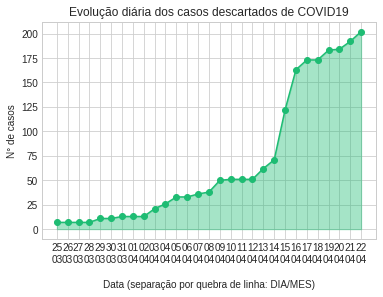 Evolução diária dos casos descartados de COVID19
200
175
150
125
100
75
50
25
0
N° de casos
25 26 27 28 29 30 31 01 02 03 04 05 06 07 08 09 10 11 12 13 14 15 16 17 18 19 20 21 22
03 03 03 03 03 03 03 04 04 04 04 04 04 04 04 04 04 04 04 04 04 04 04 04 04 04 04 04 04
Data (separação por quebra de linha: DIA/MES)